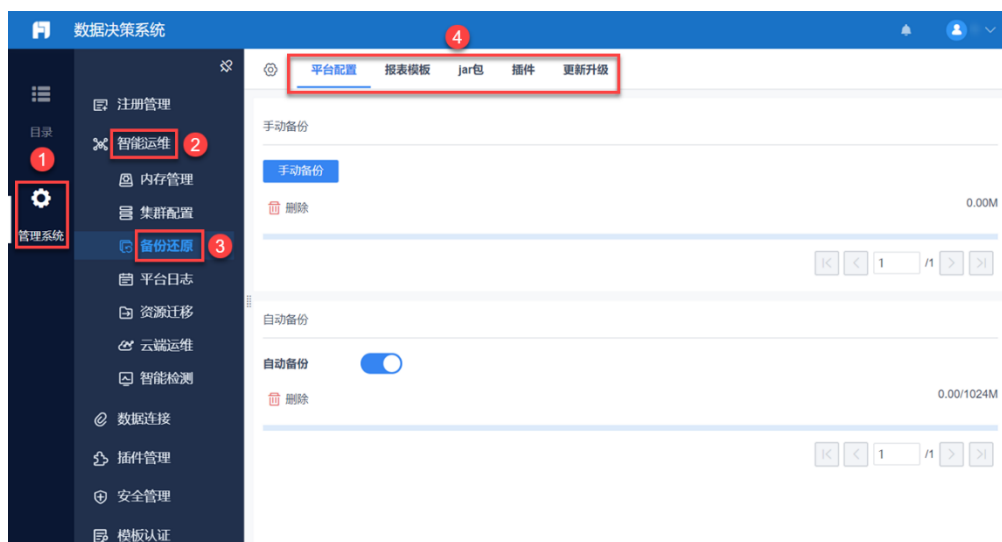 数据决策系统
4
平台配置 报表模板 jar包 插件 更新升级
目录
1
管理系统
注册管理
智能运维 2
内存管理
集群配置
备份还原 3
平台日志
资源迁移
云端运维
智能检测
数据连接
插件管理
安全管理
模板认证
手动备份
手动备份
删除 0.00M
1 /1
自动备份
自动备份
删除 0.00/1024M
1 /1